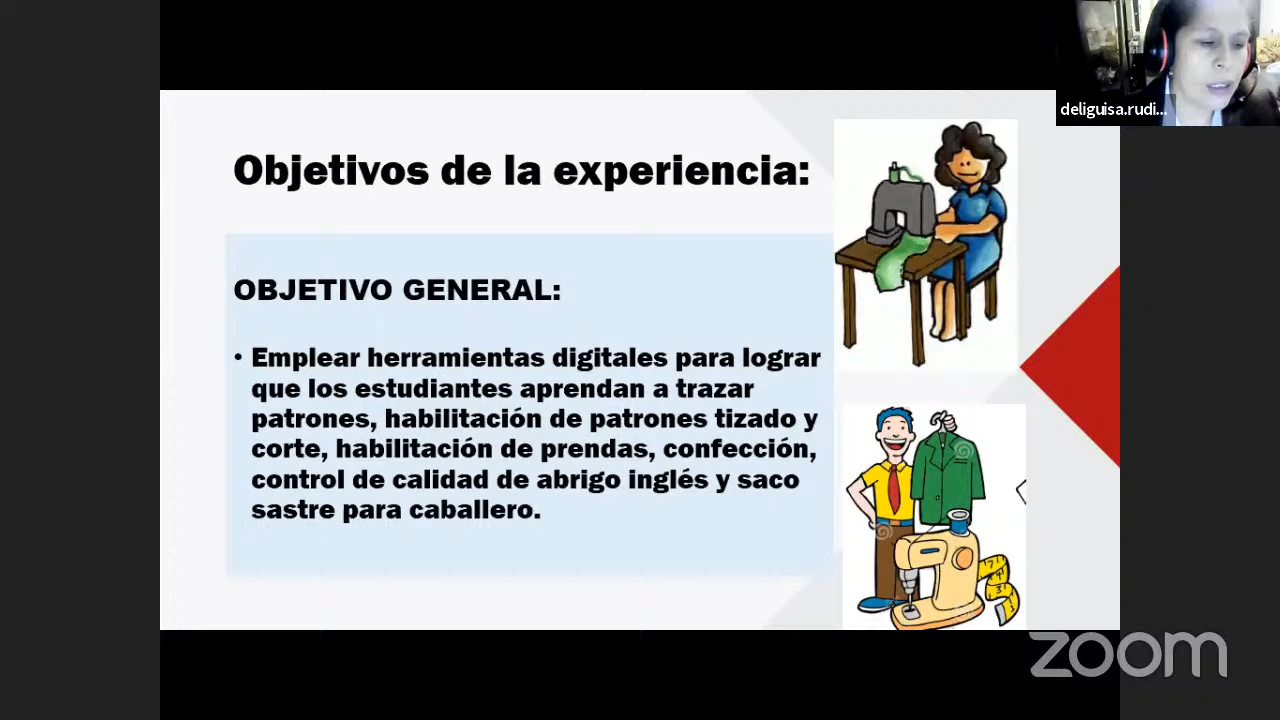 deliguisa.rudi...
Objetivos de la experiencia:
OBJETIVO GENERAL:
• Emplear herramientas digitales para lograr
que los estudiantes aprendan a trazar
patrones, habilitación de patrones tizado y
corte, habilitación de prendas, confección,
control de calidad de abrigo inglés y saco
sastre para caballero.
zoom